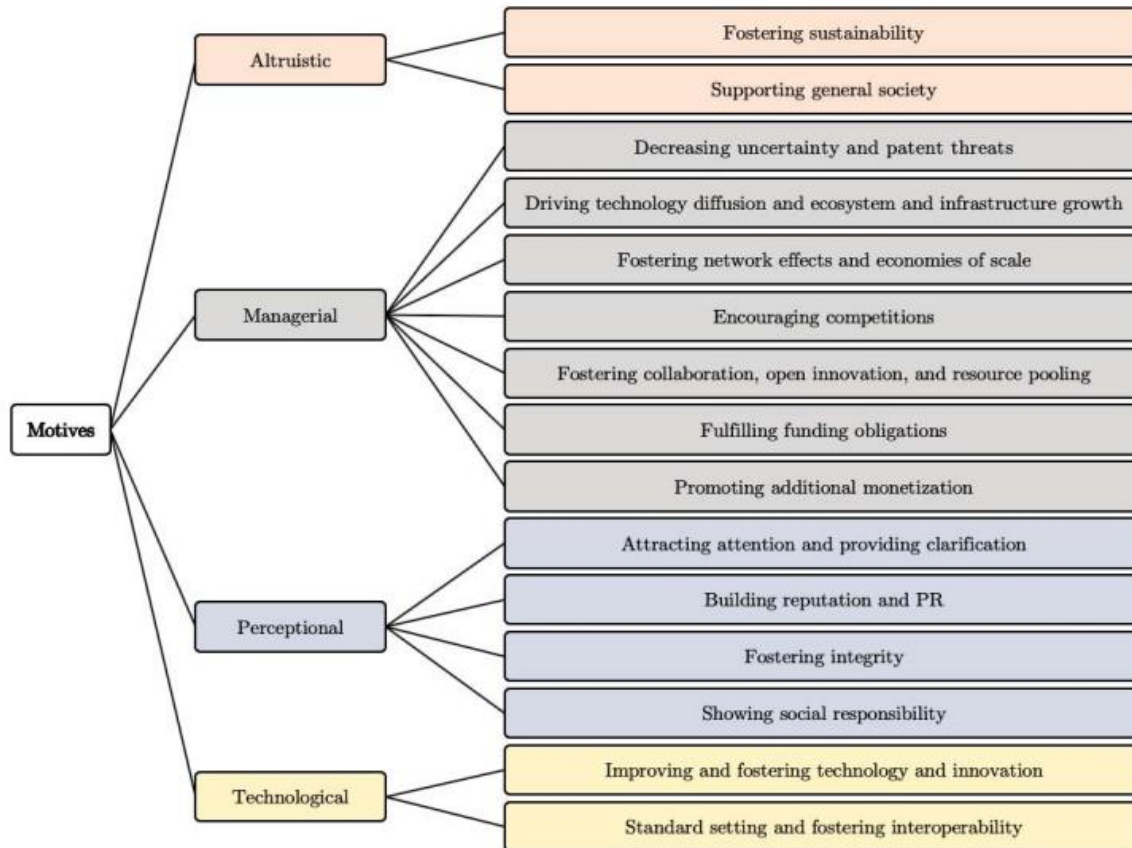 Motives
Altruistic
Fostering sustainability
Supporting general society
Managerial
Decreasing uncertainty and patent threats
Driving technology diffusion and ecosystem and infrastructure growth
Fostering network effects and economies of scale
Encouraging competitions
Fostering collaboration, open innovation, and resource pooling
Fulfilling funding obligations
Promoting additional monetization
Perceptional
Attracting attention and providing clarification
Building reputation and PR
Fostering integrity
Showing social responsibility
Technological
Improving and fostering technology and innovation
Standard setting and fostering interoperability